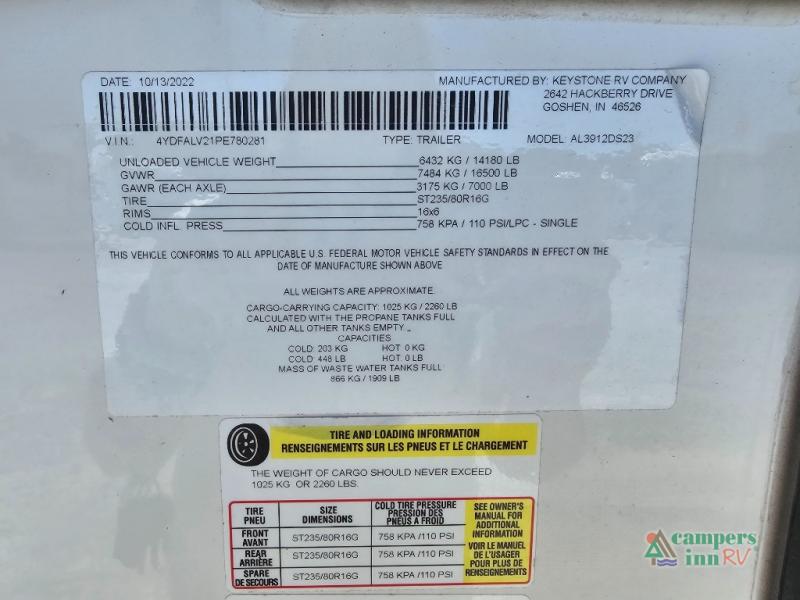 DATE: 10/13/2022 MANUFACTURED BY: KEYSTONE RV COMPANY
2642 HACKBERRY DRIVE
GOSHEN, IN 46526
V.I.N.: 4YDFALV21PE780281 TYPE: TRAILER MODEL: AL3912DS23
UNLOADED VEHICLE WEIGHT 6432 KG / 14180 LB
GVWR 7484 KG / 16500 LB
GAWR (EACH AXLE) 3175 KG / 7000 LB
TIRE ST235/80R16G
RIMS 16x6
COLD INFL. PRESS 758 KPA / 110 PSI/LPC - SINGLE
THIS VEHICLE CONFORMS TO ALL APPLICABLE U.S. FEDERAL MOTOR VEHICLE SAFETY STANDARDS IN EFFECT ON THE
DATE OF MANUFACTURE SHOWN ABOVE
ALL WEIGHTS ARE APPROXIMATE.
CARGO-CARRYING CAPACITY: 1025 KG / 2260 LB
CALCULATED WITH THE PROPANE TANKS FULL
AND ALL OTHER TANKS EMPTY.
CAPACITIES
COLD: 203 KG HOT: 0 KG
COLD: 448 LB HOT: 0 LB
MASS OF WASTE WATER TANKS FULL
866 KG / 1909 LB
TIRE AND LOADING INFORMATION
RENSEIGNEMENTS SUR LES PNEUS ET LE CHARGEMENT
THE WEIGHT OF CARGO SHOULD NEVER EXCEED
1025 KG OR 2260 LBS.
TIRE
PNEU
SIZE
DIMENSIONS
COLD TIRE PRESSURE
PRESSION DES
PNEUS A FROID
FRONT
AVANT
ST235/80R16G
758 KPA /110 PSI
REAR
ARRIÈRE
ST235/80R16G
758 KPA /110 PSI
SPARE
DE SECOURS
ST235/80R16G
758 KPA /110 PSI
SEE OWNER'S
MANUAL FOR
ADDITIONAL
INFORMATION
VOIR LE MANUEL
DE L'USAGER
POUR PLUS DE
RENSEIGNEMENTS
campers
inn RV